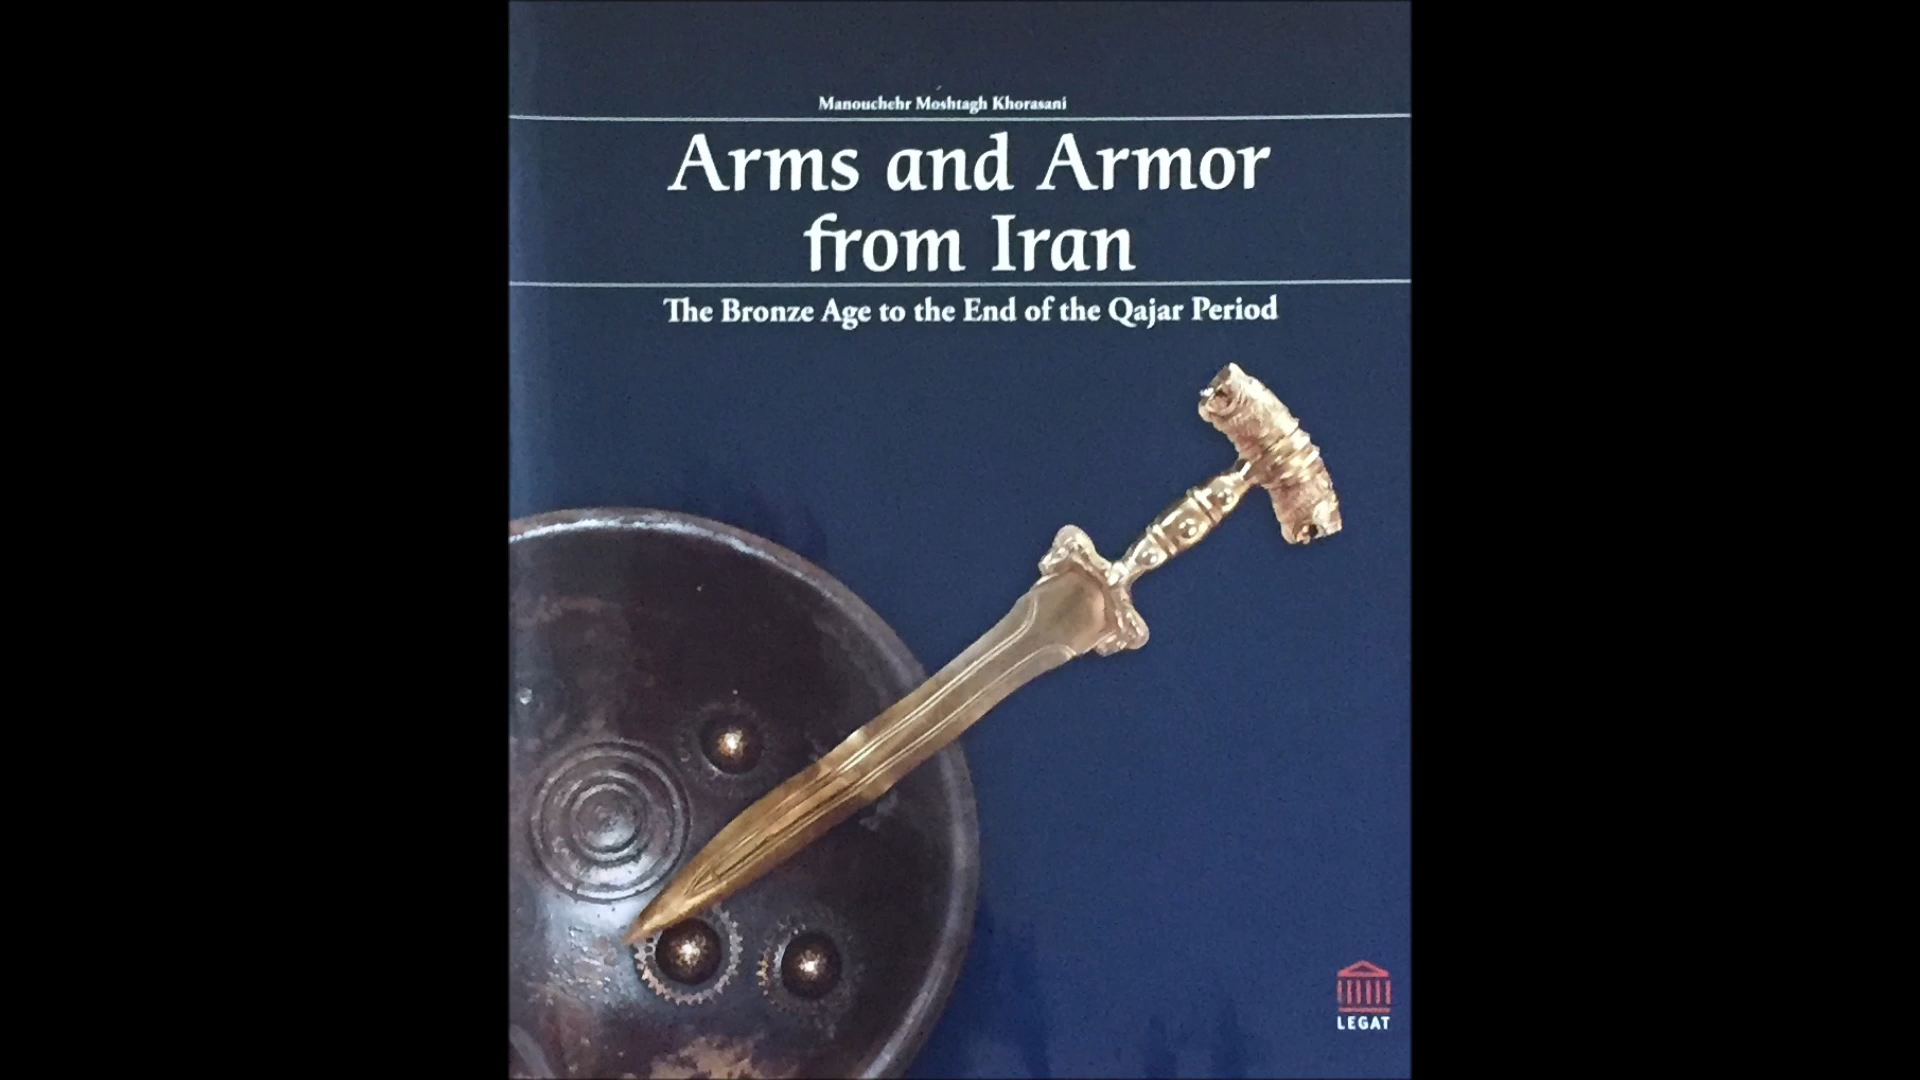 Manouchehr Moshtagh Khorasani
Arms and Armor
from Iran
The Bronze Age to the End of the Qajar Period
LEGAT